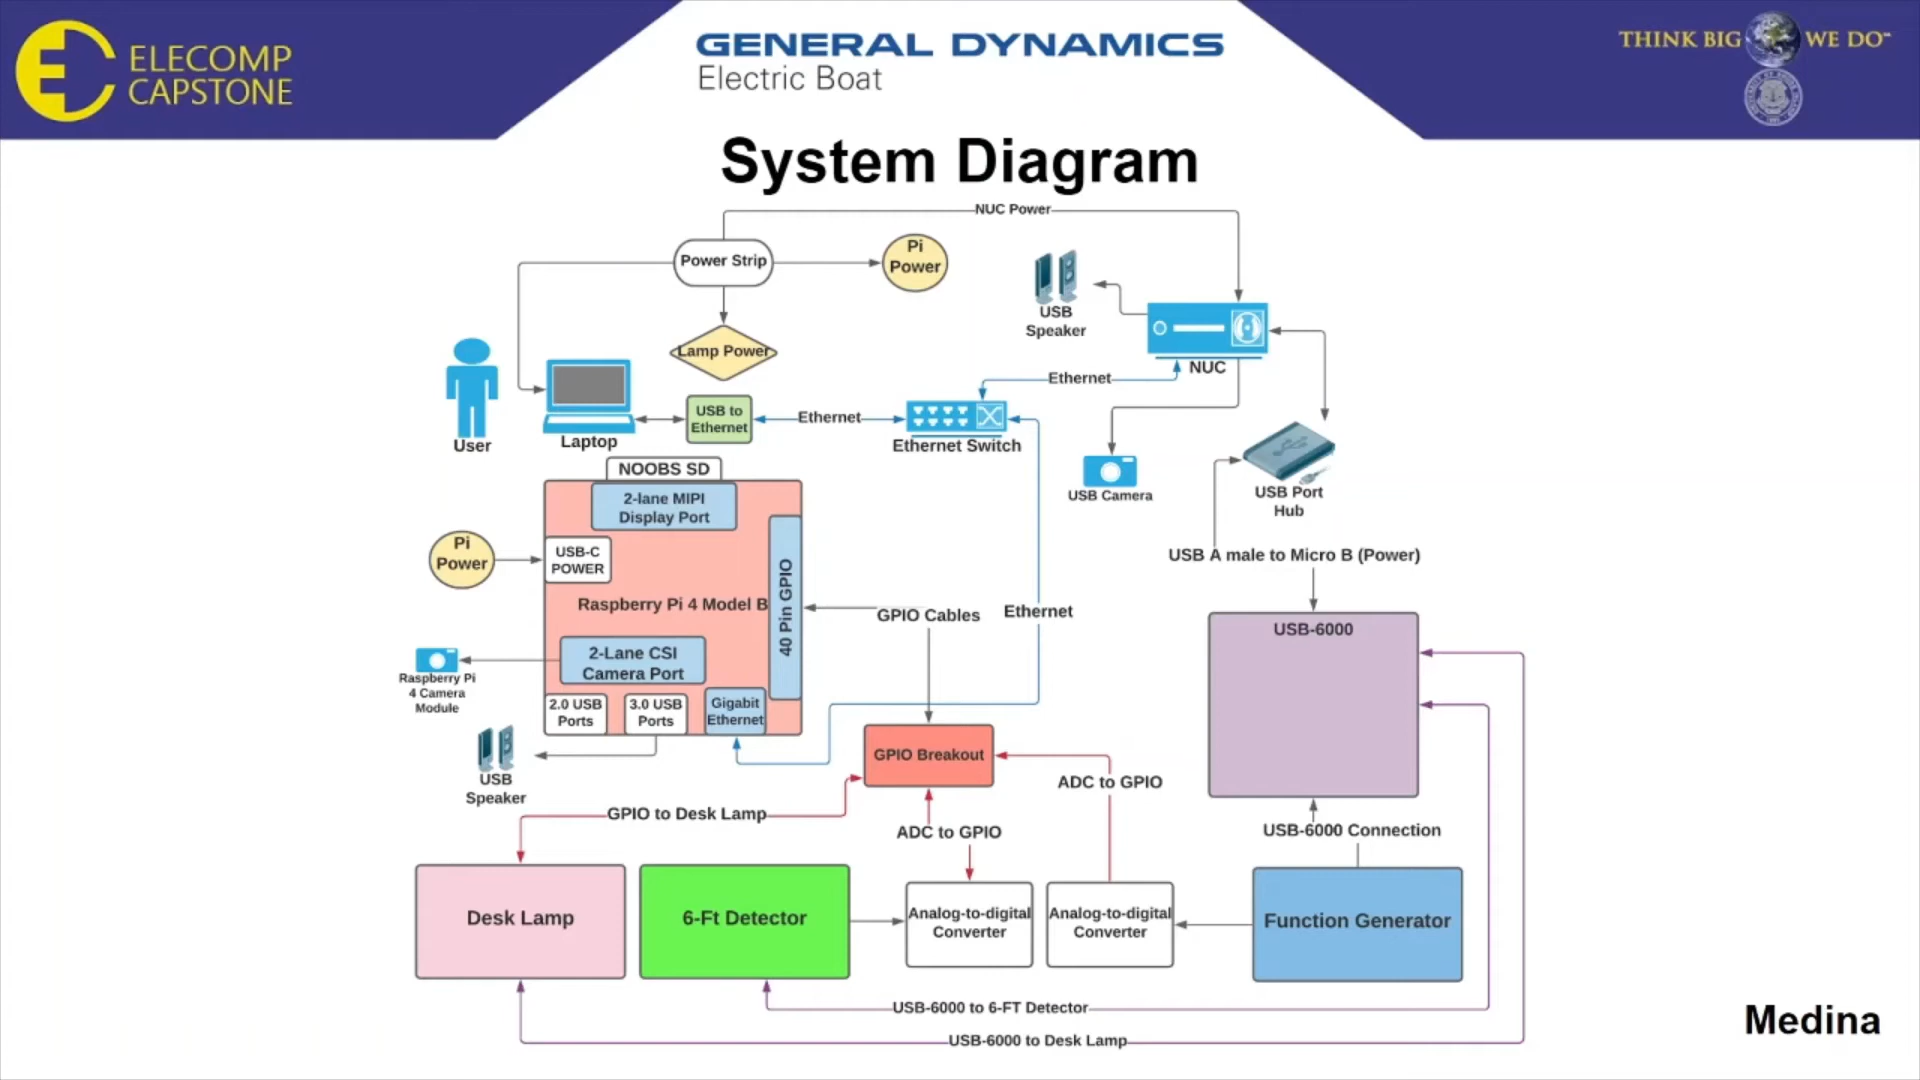 ELECOMP
CAPSTONE
GENERAL DYNAMICS
Electric Boat
THINK BIG WE DO™
System Diagram
NUC Power
Power Strip
Pi
Power
USB
Speaker
Lamp Power
NUC
Ethernet
User
Laptop
USB to
Ethernet
Ethernet
Ethernet Switch
USB Camera
USB Port
Hub
NOOBS SD
2-lane MIPI
Display Port
Pi
Power
USB-C
POWER
USB A male to Micro B (Power)
Raspberry Pi 4 Model B
40 Pin GPIO
GPIO Cables
Ethernet
USB-6000
2-Lane CSI
Camera Port
Raspberry Pi
4 Camera
Module
2.0 USB
Ports
3.0 USB
Ports
Gigabit
Ethernet
USB
Speaker
GPIO Breakout
ADC to GPIO
GPIO to Desk Lamp
ADC to GPIO
USB-6000 Connection
Desk Lamp
6-Ft Detector
Analog-to-digital
Converter
Analog-to-digital
Converter
Function Generator
USB-6000 to 6-FT Detector
USB-6000 to Desk Lamp
Medina